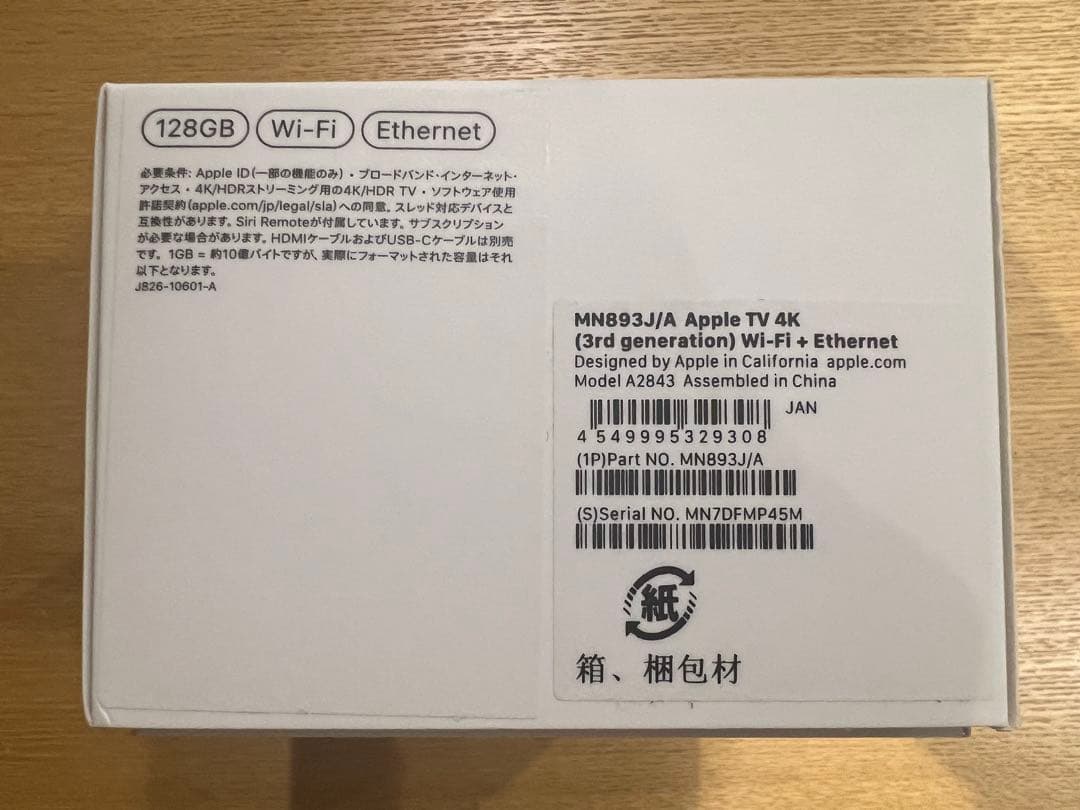 128GB Wi-Fi Ethernet
必要条件: Apple ID(一部の機能のみ)・ブロードバンド・インターネット・
アクセス・4K/HDRストリーミング用の4K/HDR TV・ソフトウェア使用
許諾契約(apple.com/jp/legal/sla)への同意。スレッド対応デバイスと
互換性があります。Siri Remoteが付属しています。サブスクリプション
が必要な場合があります。HDMIケーブルおよびUSB-Cケーブルは別売
です。1GB = 約10億バイトですが、実際にフォーマットされた容量はそれ
以下となります。
J826-10601-A
MN893J/A Apple TV 4K
(3rd generation) Wi-Fi + Ethernet
Designed by Apple in California apple.com
Model A2843 Assembled in China
JAN
4 549995 329308
(1P)Part NO. MN893J/A
(S)Serial NO. MN7DFMP45M
紙
箱、梱包材